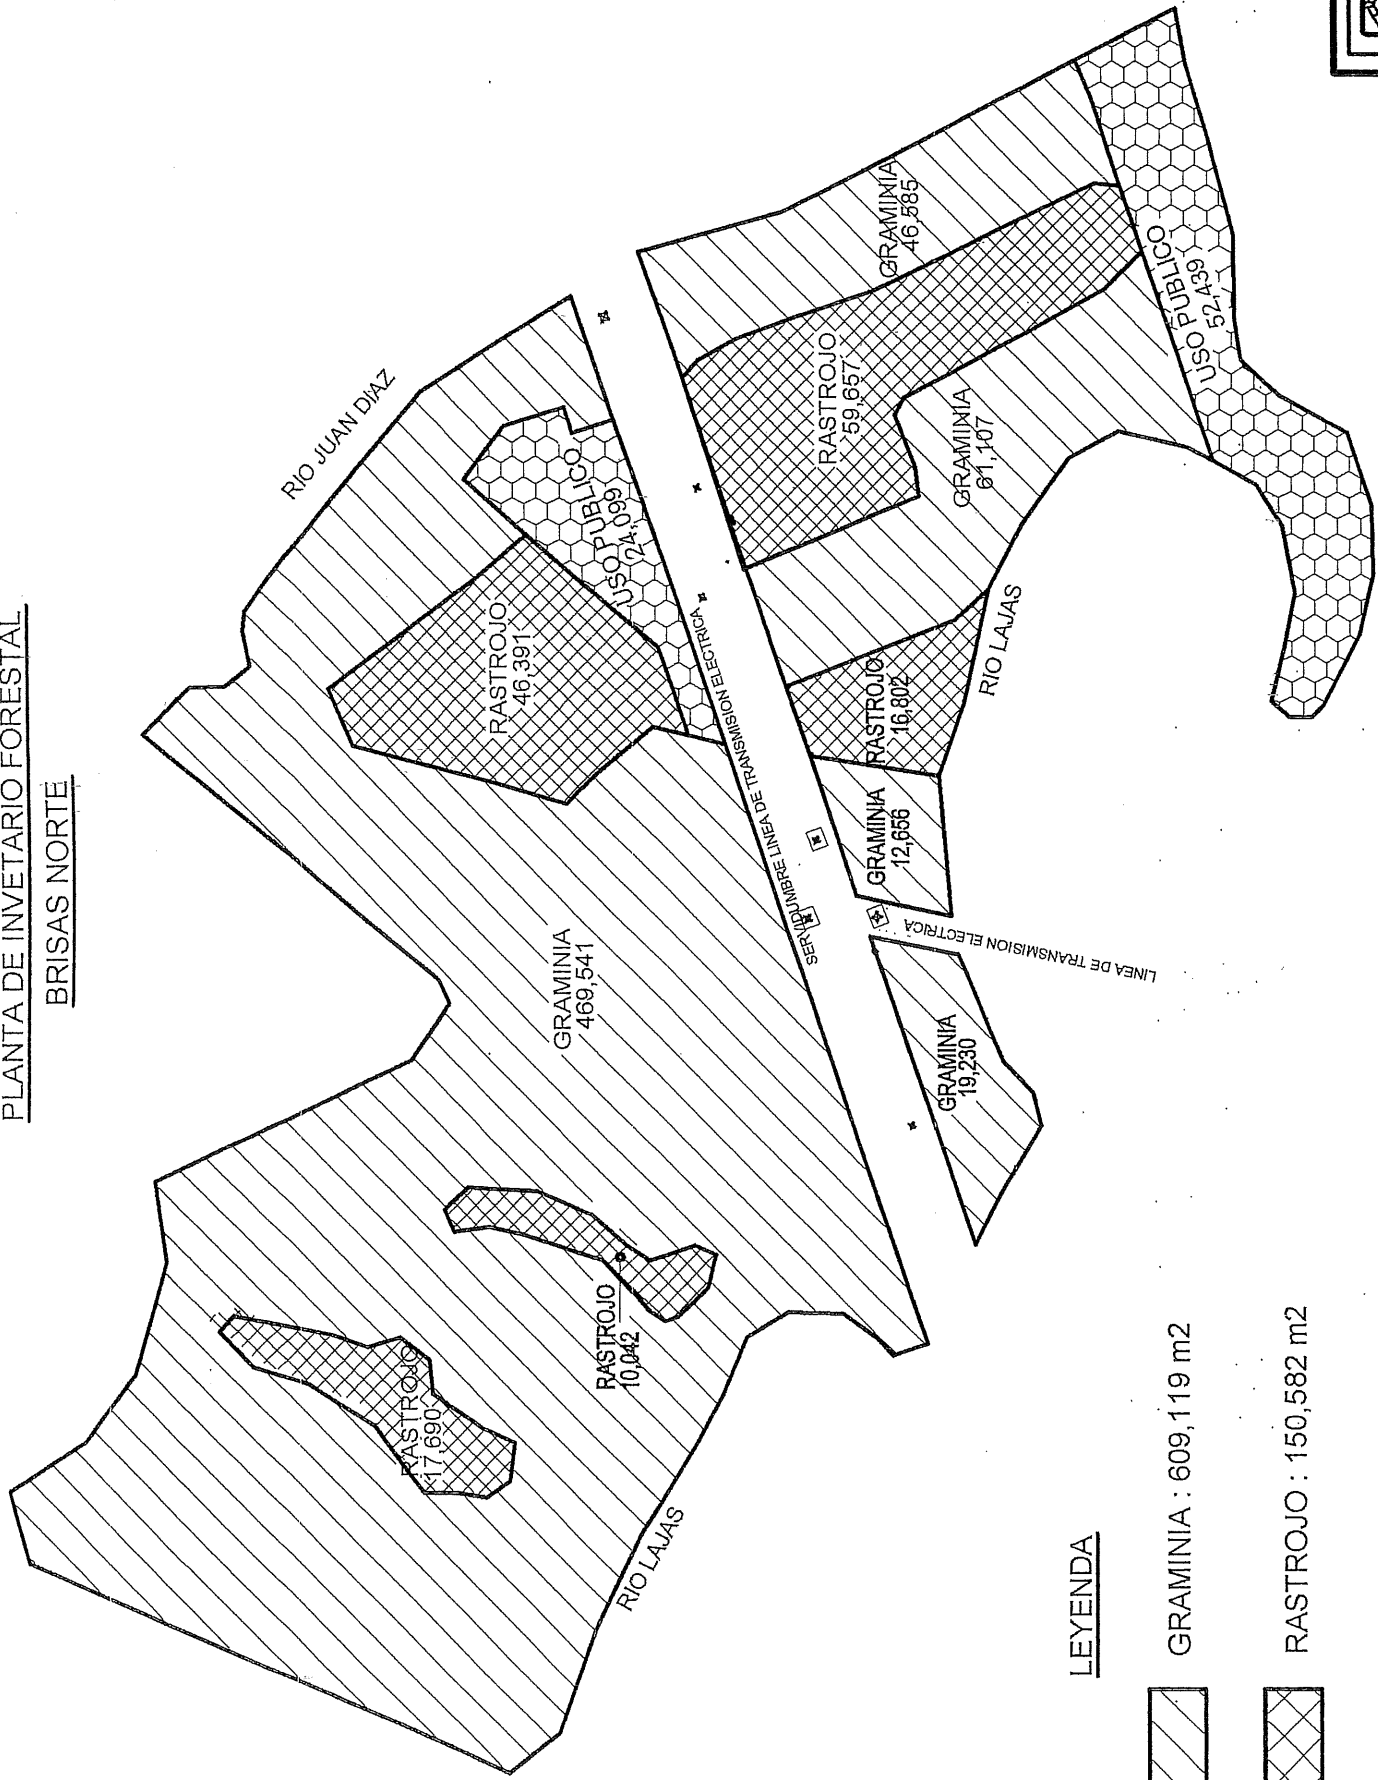 PLANTA DE INVETARIO FORESTAL
BRISAS NORTE
RIO JUAN DIAZ
GRAMINIA
46,585
RASTROJO
59,657
GRAMINIA
61,107
USO PUBLICO
52,439
USO PUBLICO
24,099
RASTROJO
46,391
SERVIDUMBRE LINEA DE TRANSMISION ELECTRICA
RASTROJO
16,802
RIO LAJAS
GRAMINIA
12,656
LINEA DE TRANSMISION ELECTRICA
GRAMINIA
469,541
GRAMINIA
19,230
RASTROJO
10,042
RASTROJO
17,690
RIO LAJAS
LEYENDA
GRAMINIA : 609,119 m2
RASTROJO : 150,582 m2